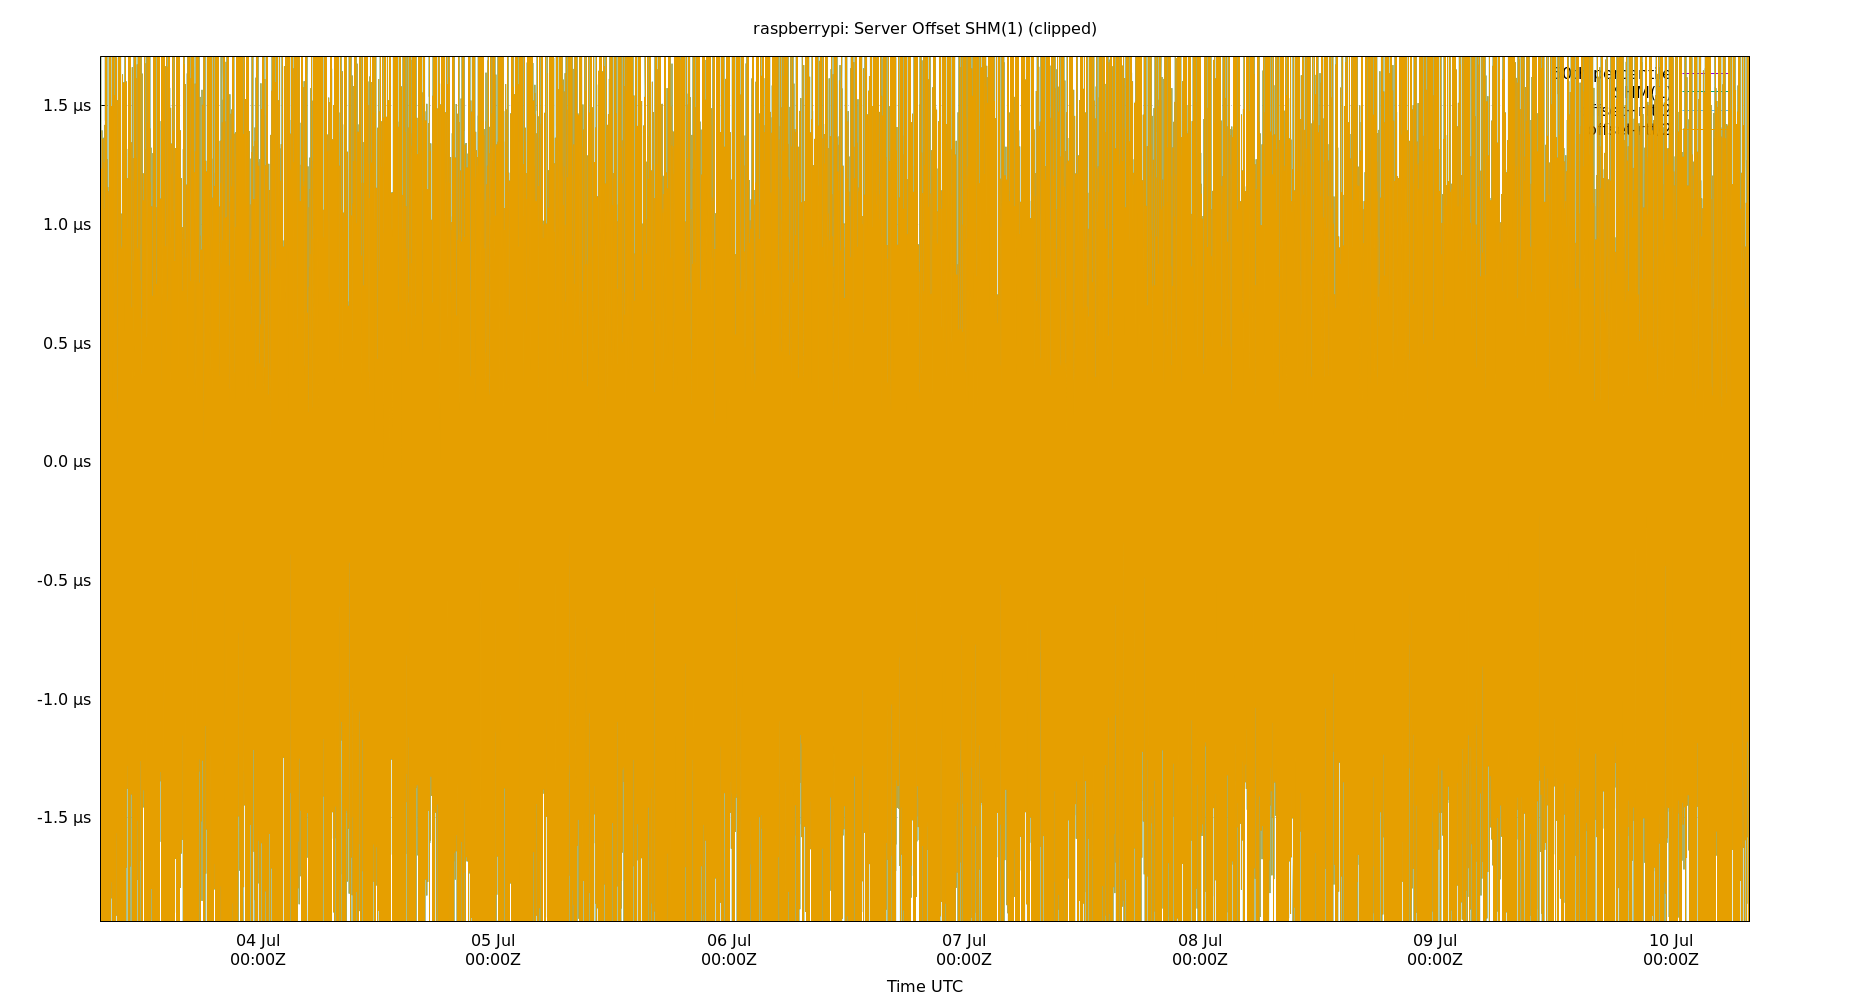 raspberrypi: Server Offset SHM(1) (clipped)
1.5 µs
1.0 µs
0.5 µs
0.0 µs
-0.5 µs
-1.0 µs
-1.5 µs
04 Jul 05 Jul 06 Jul 07 Jul 08 Jul 09 Jul 10 Jul
00:00Z 00:00Z 00:00Z 00:00Z 00:00Z 00:00Z 00:00Z
Time UTC